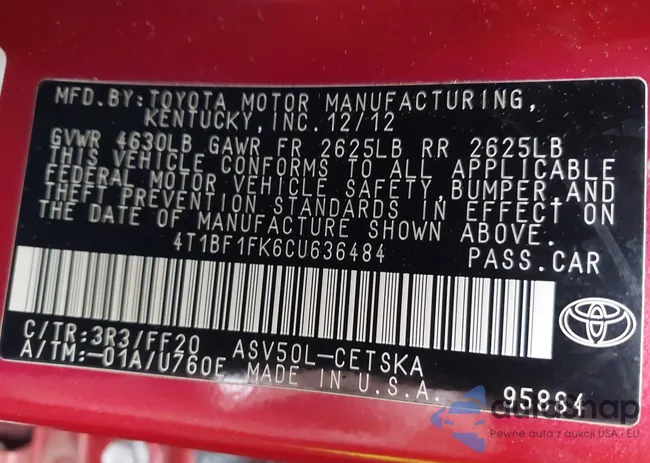 MFD.BY:TOYOTA MOTOR MANUFACTURING,
KENTUCKY,INC.12/12
GVWR 4630LB GAWR FR 2625LB RR 2625LB
THIS VEHICLE CONFORMS TO ALL APPLICABLE
FEDERAL MOTOR VEHICLE SAFETY,BUMPER,AND
THEFT PREVENTION STANDARDS IN EFFECT ON
THE DATE OF MANUFACTURE SHOWN ABOVE.
4T1BF1FK6CU636484 PASS.CAR
C/TR:3R3/FF20 ASV50L-CETSKA
A/TM:-01A/U760E MADE IN U.S.A. 95884
autoSnap
Pewne auta z aukcji USA - EU